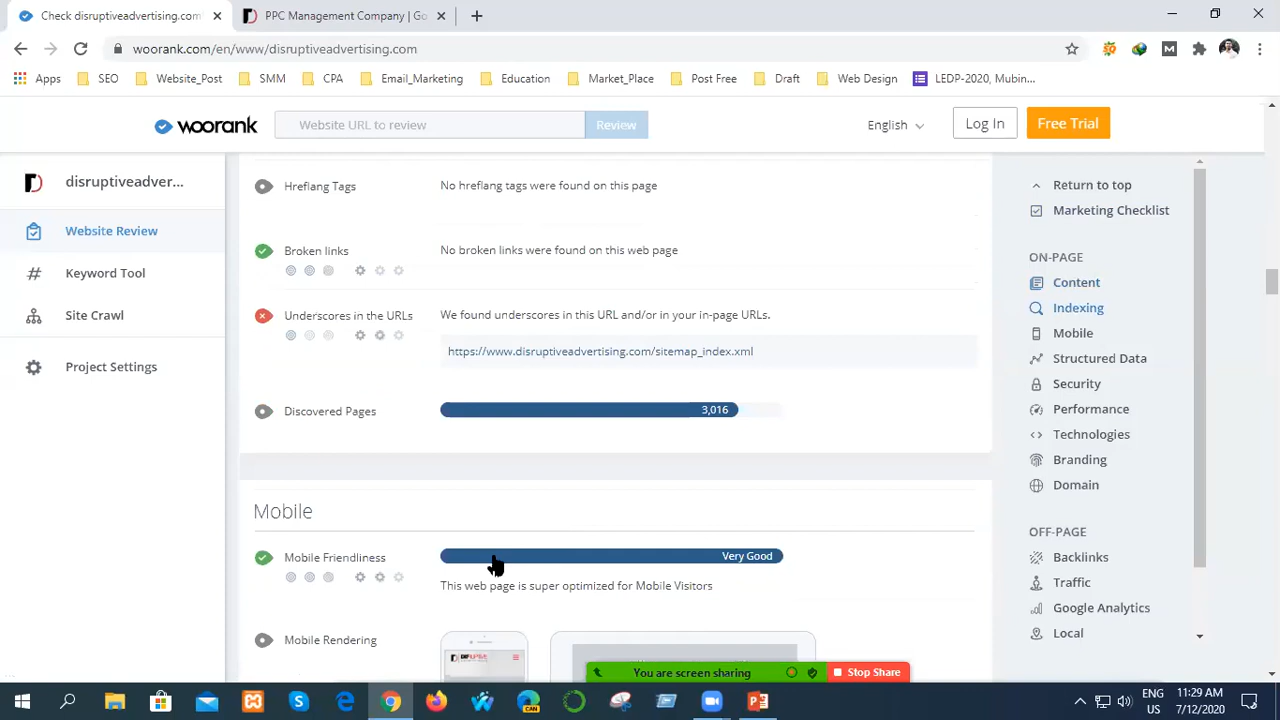 Check disruptiveadvertising.com
PPC Management Company | Go
woorank.com/en/www/disruptiveadvertising.com
Apps SEO Website_Post SMM! CPA Email_Marketing Education Market_Place Post Free Draft Web Design LEDP-2020, Mubin...
woorank Website URL to review Review English Log In Free Trial
disruptiveadver...
Website Review
Keyword Tool
Site Crawl
Project Settings
Hreflang Tags No hreflang tags were found on this page
Broken links No broken links were found on this web page
Underscores in the URLs We found underscores in this URL and/or in your in-page URLs.
https://www.disruptiveadvertising.com/sitemap_index.xml
Discovered Pages 3,016
Mobile
Mobile Friendliness Very Good
This web page is super optimized for Mobile Visitors
Mobile Rendering
Return to top
Marketing Checklist
ON-PAGE
Content
Indexing
Mobile
Structured Data
Security
Performance
Technologies
Branding
Domain
OFF-PAGE
Backlinks
Traffic
Google Analytics
Local
You are screen sharing Stop Share
ENG
US
11:29 AM
7/12/2020